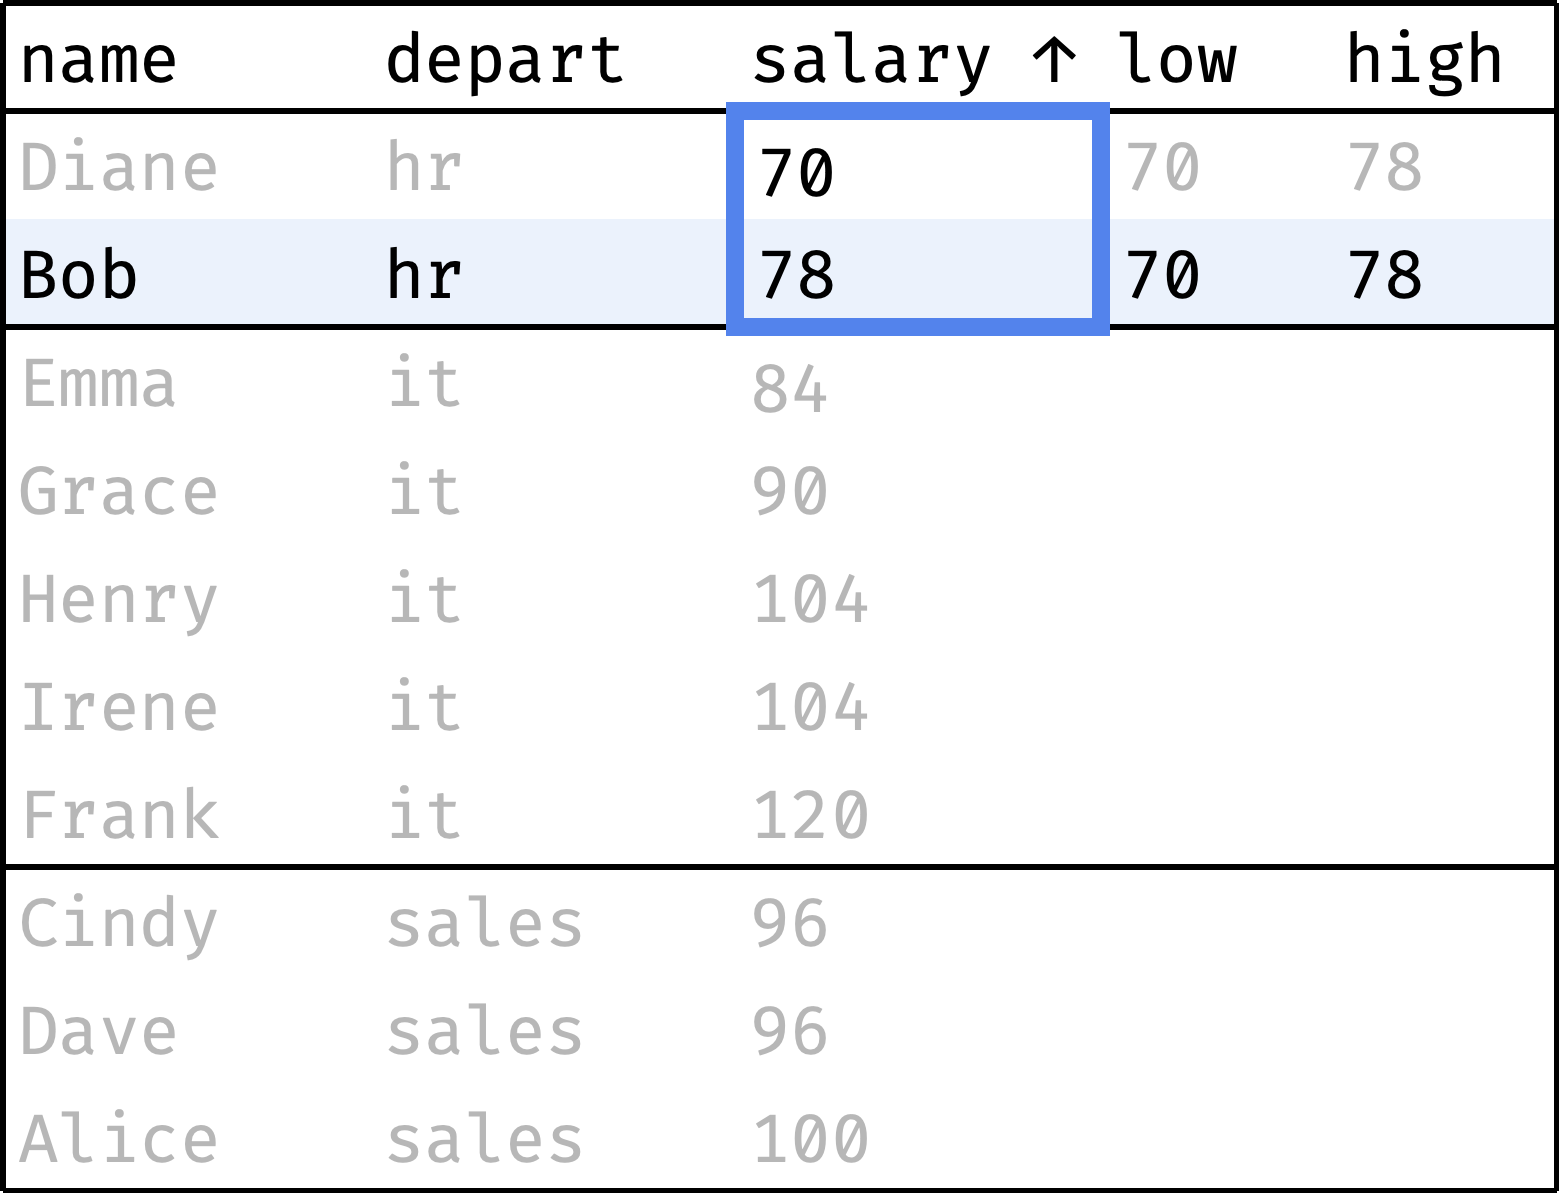 name depart salary ↑ low high
Diane hr 70 70 78
Bob hr 78 70 78
Emma it 84
Grace it 90
Henry it 104
Irene it 104
Frank it 120
Cindy sales 96
Dave sales 96
Alice sales 100